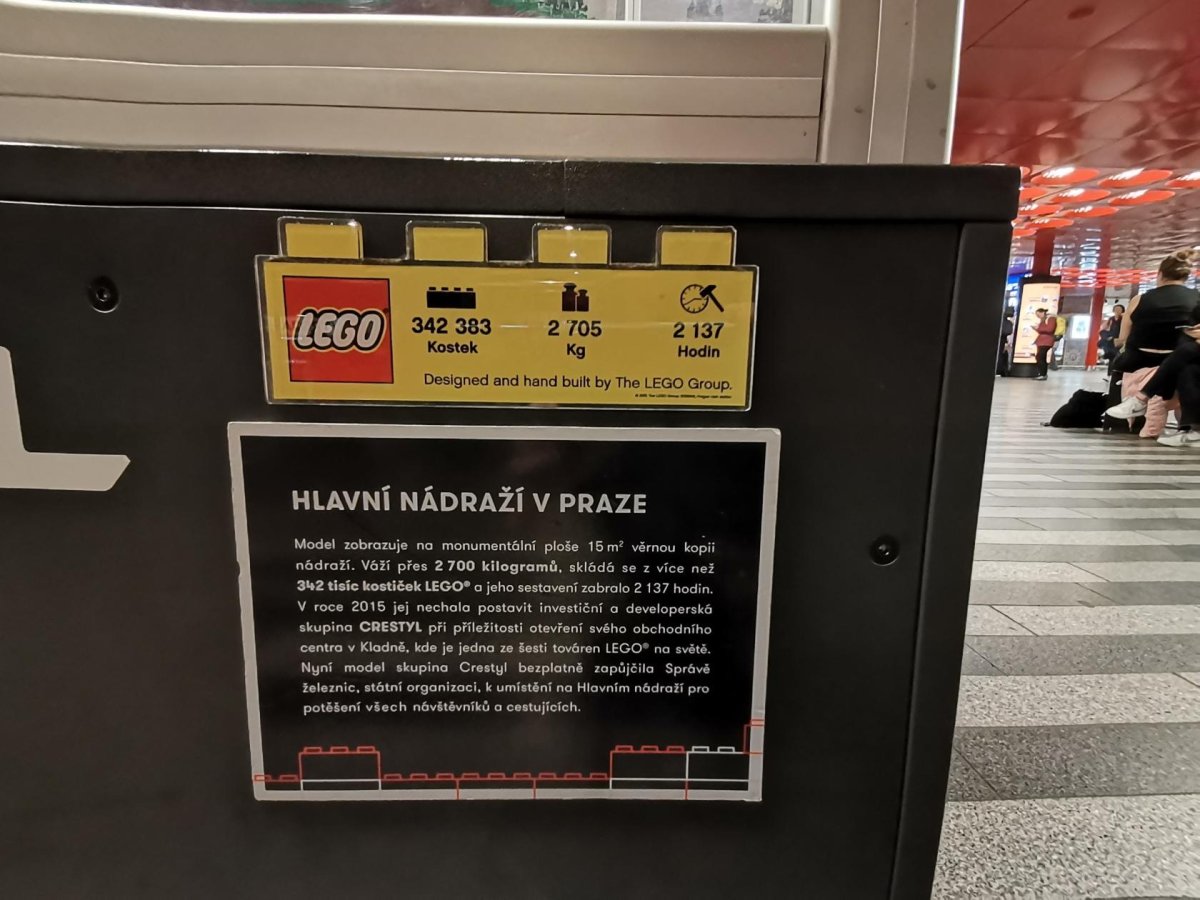 LEGO
342 383
Kostek
2 705
Kg
2 137
Hodin
Designed and hand built by The LEGO Group.
HLAVNÍ NÁDRAŽÍ V PRAZE
Model zobrazuje na monumentální ploše 15 m² věrnou kopii
nádraží. Váží přes 2 700 kilogramů, skládá se z více než
342 tisíc kostiček LEGO® a jeho sestavení zabralo 2 137 hodin.
V roce 2015 jej nechala postavit investiční a developerská
skupina CRESTYL při příležitosti otevření svého obchodního
centra v Kladně, kde je jedna ze šesti továren LEGO® na světě.
Nyní model skupina Crestyl bezplatně zapůjčila Správě
železnic, státní organizaci, k umístění na Hlavním nádraží pro
potěšení všech návštěvníků a cestujících.